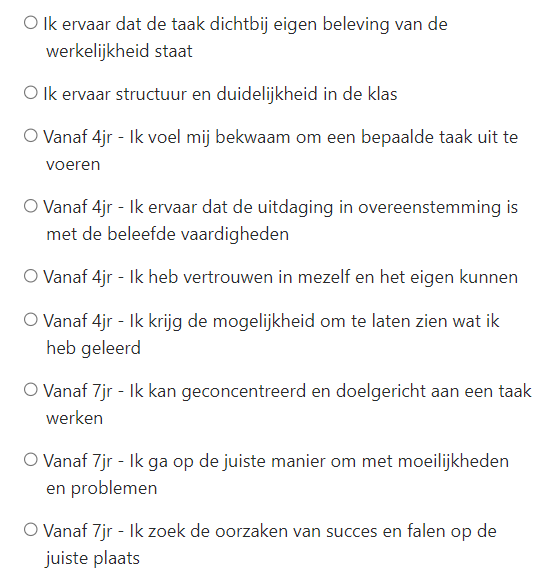 Ik ervaar dat de taak dichtbij eigen beleving van de
werkelijkheid staat
Ik ervaar structuur en duidelijkheid in de klas
Vanaf 4jr - Ik voel mij bekwaam om een bepaalde taak uit te
voeren
Vanaf 4jr - Ik ervaar dat de uitdaging in overeenstemming is
met de beleefde vaardigheden
Vanaf 4jr - Ik heb vertrouwen in mezelf en het eigen kunnen
Vanaf 4jr - Ik krijg de mogelijkheid om te laten zien wat ik
heb geleerd
Vanaf 7jr - Ik kan geconcentreerd en doelgericht aan een taak
werken
Vanaf 7jr - Ik ga op de juiste manier om met moeilijkheden
en problemen
Vanaf 7jr - Ik zoek de oorzaken van succes en falen op de
juiste plaats